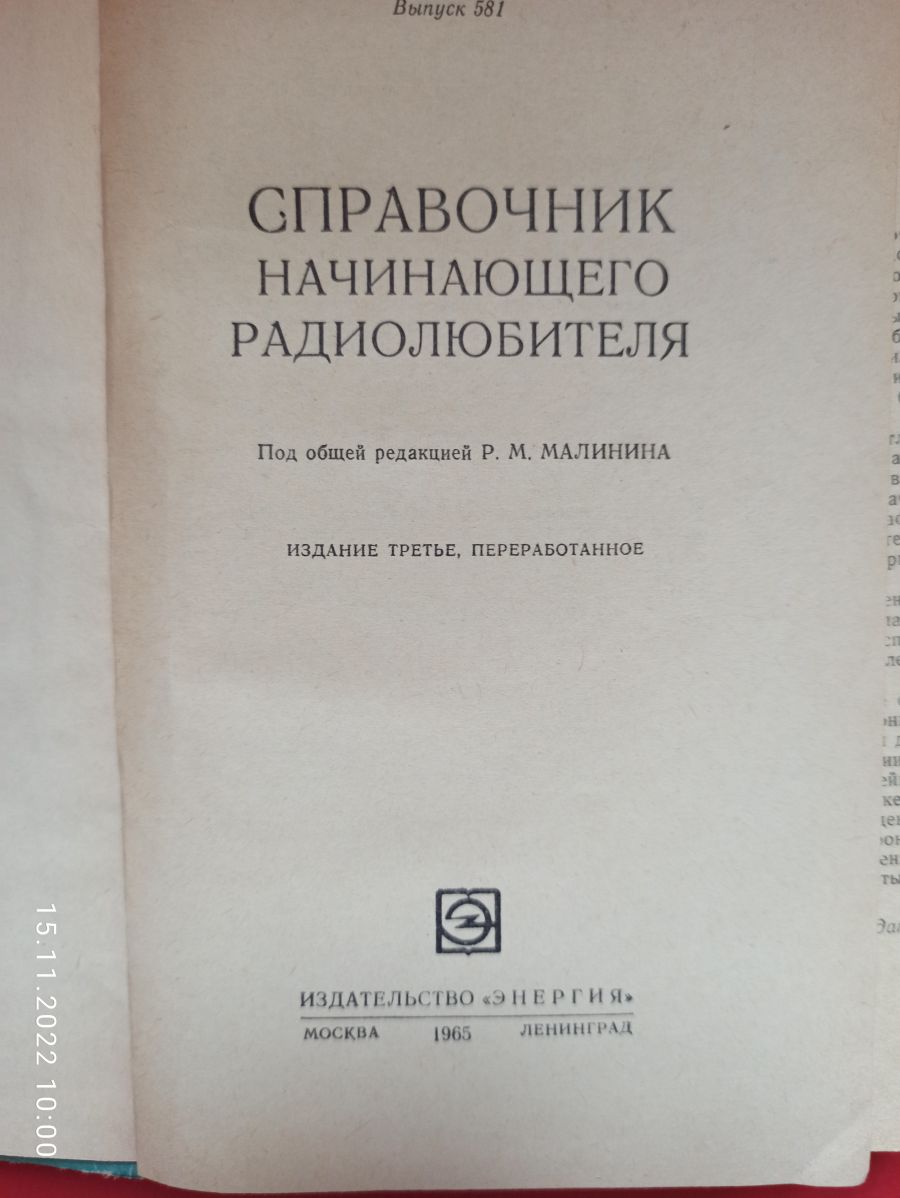 Выпуск 581
СПРАВОЧНИК
НАЧИНАЮЩЕГО
РАДИОЛЮБИТЕЛЯ
Под общей редакцией Р. М. МАЛИНИНА
ИЗДАНИЕ ТРЕТЬЕ, ПЕРЕРАБОТАННОЕ
ИЗДАТЕЛЬСТВО «ЭНЕРГИЯ»
МОСКВА 1965 ЛЕНИНГРАД
15.11.2022 10:00